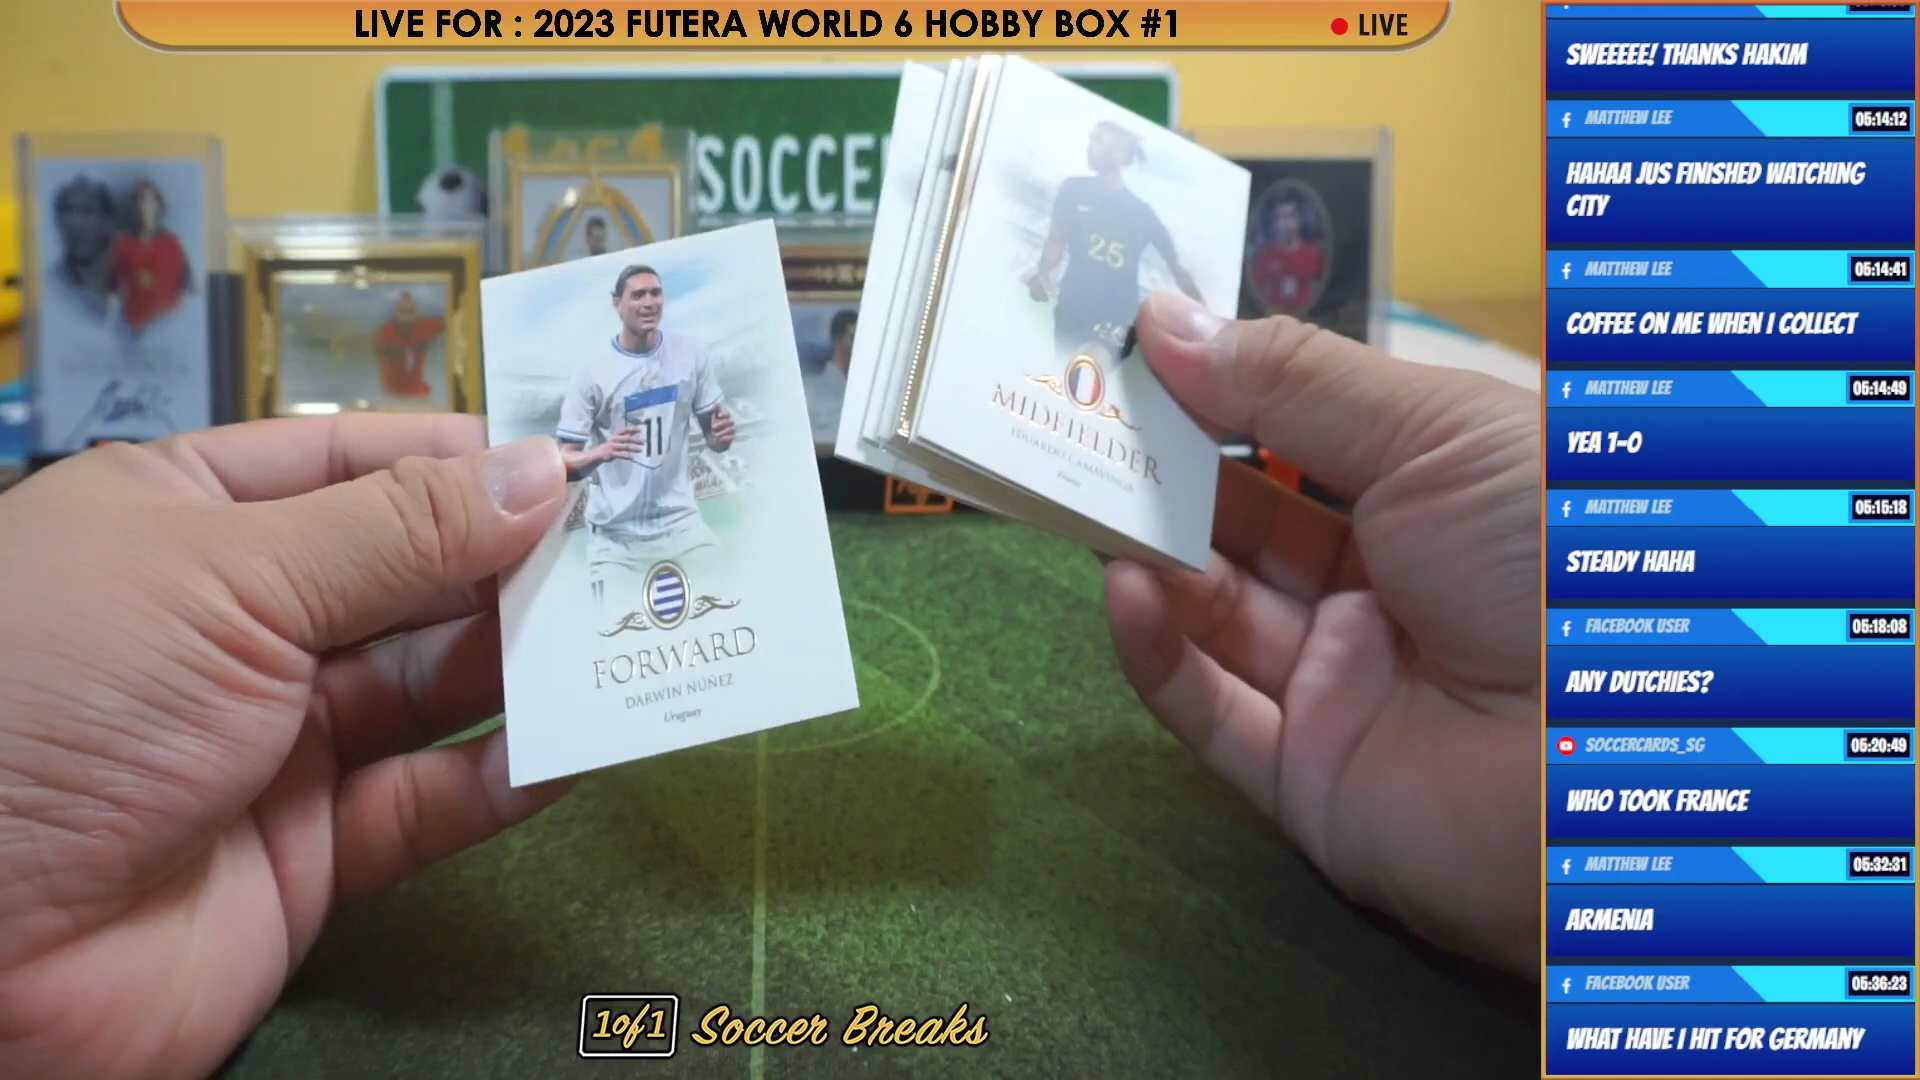 LIVE FOR : 2023 FUTERA WORLD 6 HOBBY BOX #1
LIVE
SOCCE
11
11
FORWARD
DARWIN NÚÑEZ
Uruguay
25
MIDFIELDER
EDUARDO CAMAVINGA
France
1of1 Soccer Breaks
SWEEEEE! THANKS HAKIM
MATTHEW LEE 05:14:12
HAHAA JUS FINISHED WATCHING
CITY
MATTHEW LEE 05:14:41
COFFEE ON ME WHEN I COLLECT
MATTHEW LEE 05:14:49
YEA 1-0
MATTHEW LEE 05:15:18
STEADY HAHA
FACEBOOK USER 05:18:08
ANY DUTCHIES?
SOCCERCARDS_SG 05:20:49
WHO TOOK FRANCE
MATTHEW LEE 05:32:31
ARMENIA
FACEBOOK USER 05:36:23
WHAT HAVE I HIT FOR GERMANY